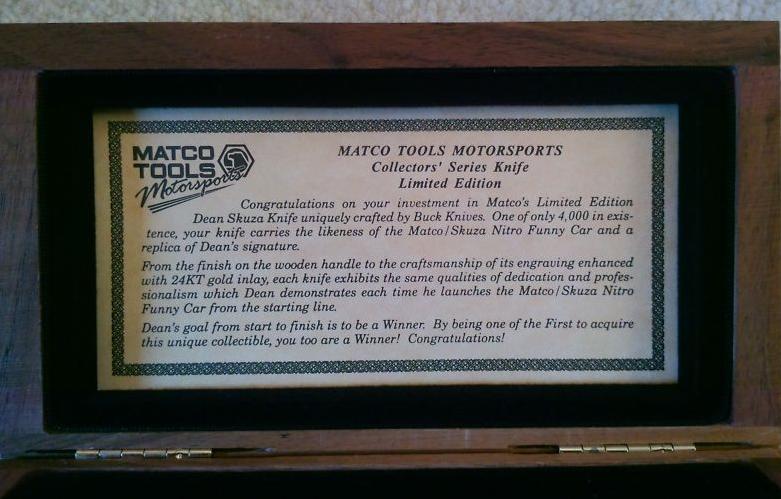 MATCO
TOOLS
Motorsports
MATCO TOOLS MOTORSPORTS
Collectors' Series Knife
Limited Edition
Congratulations on your investment in Matco's Limited Edition
Dean Skuza Knife uniquely crafted by Buck Knives. One of only 4,000 in exis-
tence, your knife carries the likeness of the Matco/Skuza Nitro Funny Car and a
replica of Dean's signature.
From the finish on the wooden handle to the craftsmanship of its engraving enhanced
with 24KT gold inlay, each knife exhibits the same qualities of dedication and profes-
sionalism which Dean demonstrates each time he launches the Matco/Skuza Nitro
Funny Car from the starting line.
Dean's goal from start to finish is to be a Winner. By being one of the First to acquire
this unique collectible, you too are a Winner! Congratulations!